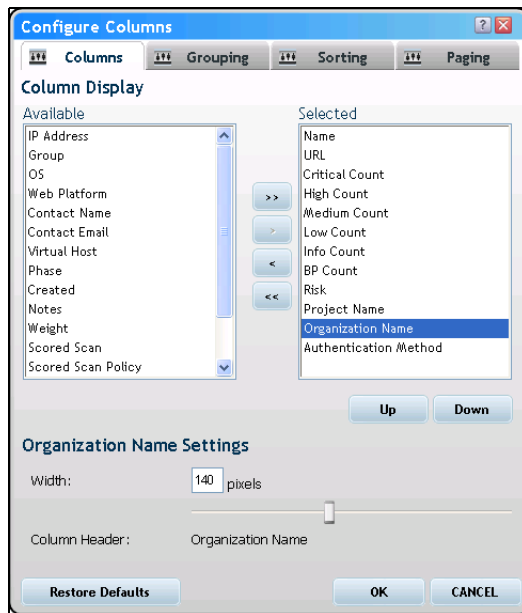 Configure Columns
?
Columns
Grouping
Sorting
Paging
Column Display
Available
IP Address
Group
OS
Web Platform
Contact Name
Contact Email
Virtual Host
Phase
Created
Notes
Weight
Scored Scan
Scored Scan Policy
>>
>
<
<<
Selected
Name
URL
Critical Count
High Count
Medium Count
Low Count
Info Count
BP Count
Risk
Project Name
Organization Name
Authentication Method
Up
Down
Organization Name Settings
Width: 140 pixels
Column Header: Organization Name
Restore Defaults
OK
CANCEL